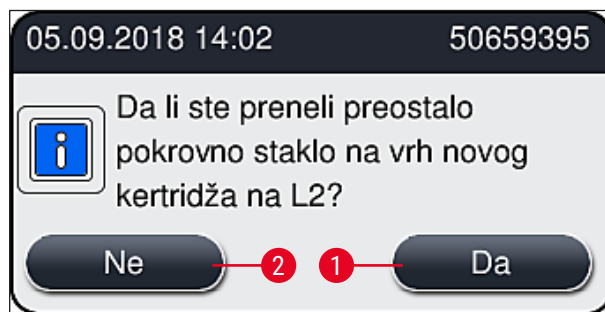 05.09.2018 14:02 50659395
Da li ste preneli preostalo
pokrovno staklo na vrh novog
kertridža na L2?
Ne 2 1 Da